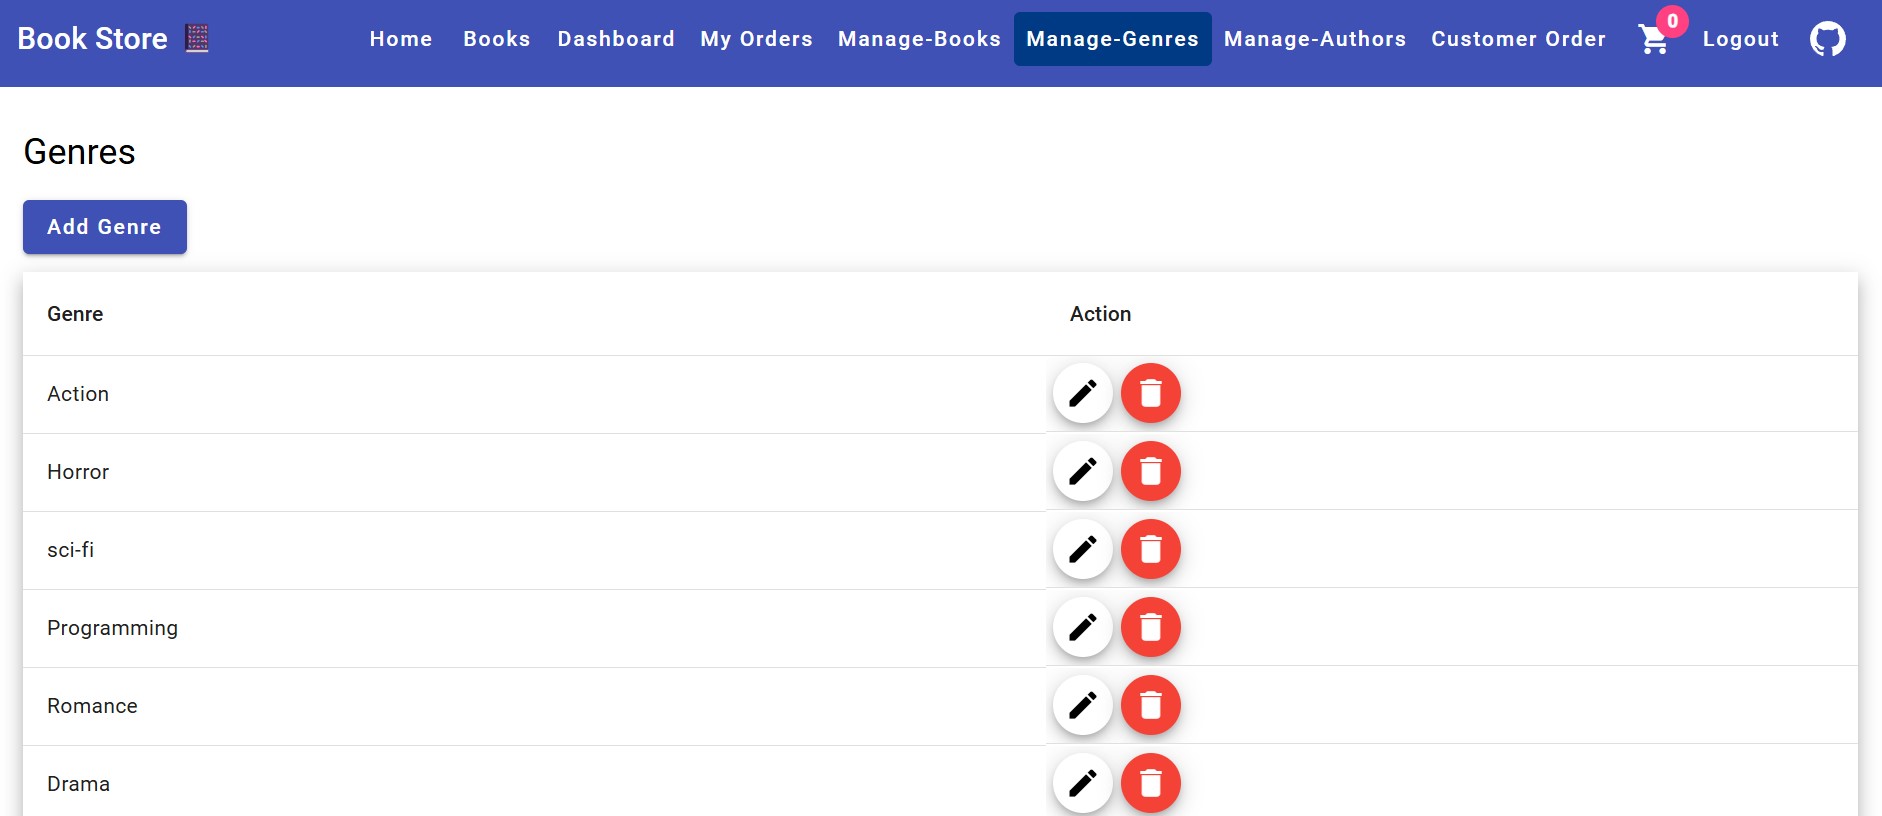 Book Store Home Books Dashboard My Orders Manage-Books Manage-Genres Manage-Authors Customer Order 0 Logout
Genres
Add Genre
Genre Action
Action
Horror
sci-fi
Programming
Romance
Drama